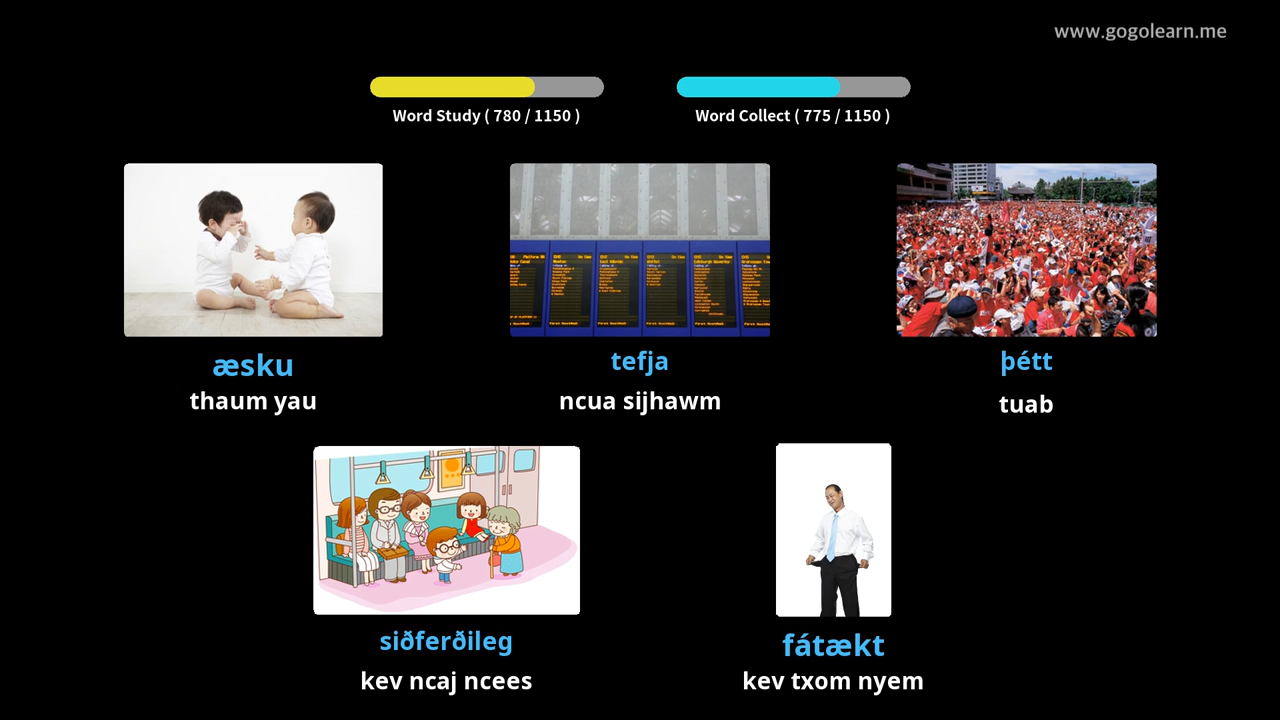 www.gogolearn.me
Word Study ( 780 / 1150 )
Word Collect ( 775 / 1150 )
æsku
thaum yau
tefja
ncua sijhawm
þétt
tuab
siðferðileg
kev ncaj ncees
fátækt
kev txom nyem